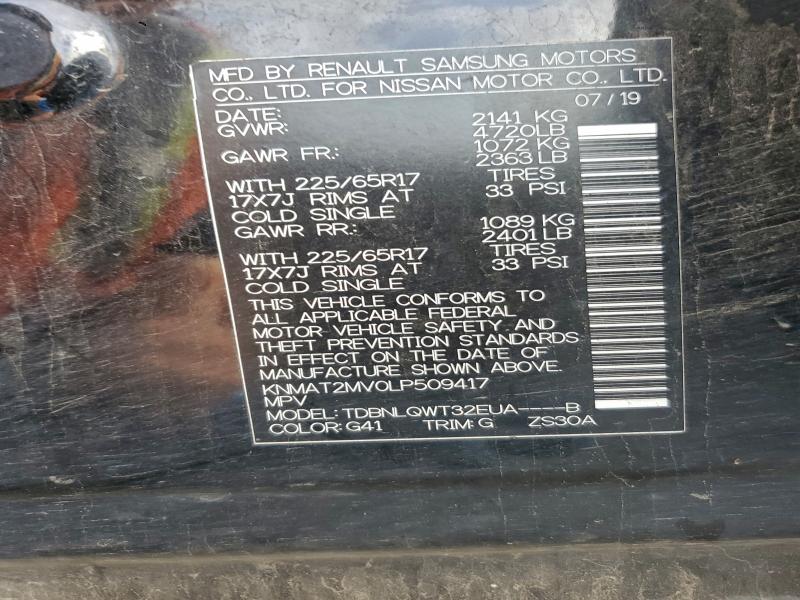 MFD BY RENAULT SAMSUNG MOTORS
CO., LTD. FOR NISSAN MOTOR CO., LTD.
DATE: 07/19
GVWR: 2141 KG
4720LB
GAWR FR.: 1072 KG
2363 LB
WITH 225/65R17 TIRES
17X7J RIMS AT 33 PSI
COLD SINGLE
GAWR RR.: 1089 KG
2401 LB
WITH 225/65R17 TIRES
17X7J RIMS AT 33 PSI
COLD SINGLE
THIS VEHICLE CONFORMS TO
ALL APPLICABLE FEDERAL
MOTOR VEHICLE SAFETY AND
THEFT PREVENTION STANDARDS
IN EFFECT ON THE DATE OF
MANUFACTURE SHOWN ABOVE.
KNMAT2MV0LP509417
MPV
MODEL: TDBNLQWT32EUA----B
COLOR: G41 TRIM: G ZS30A